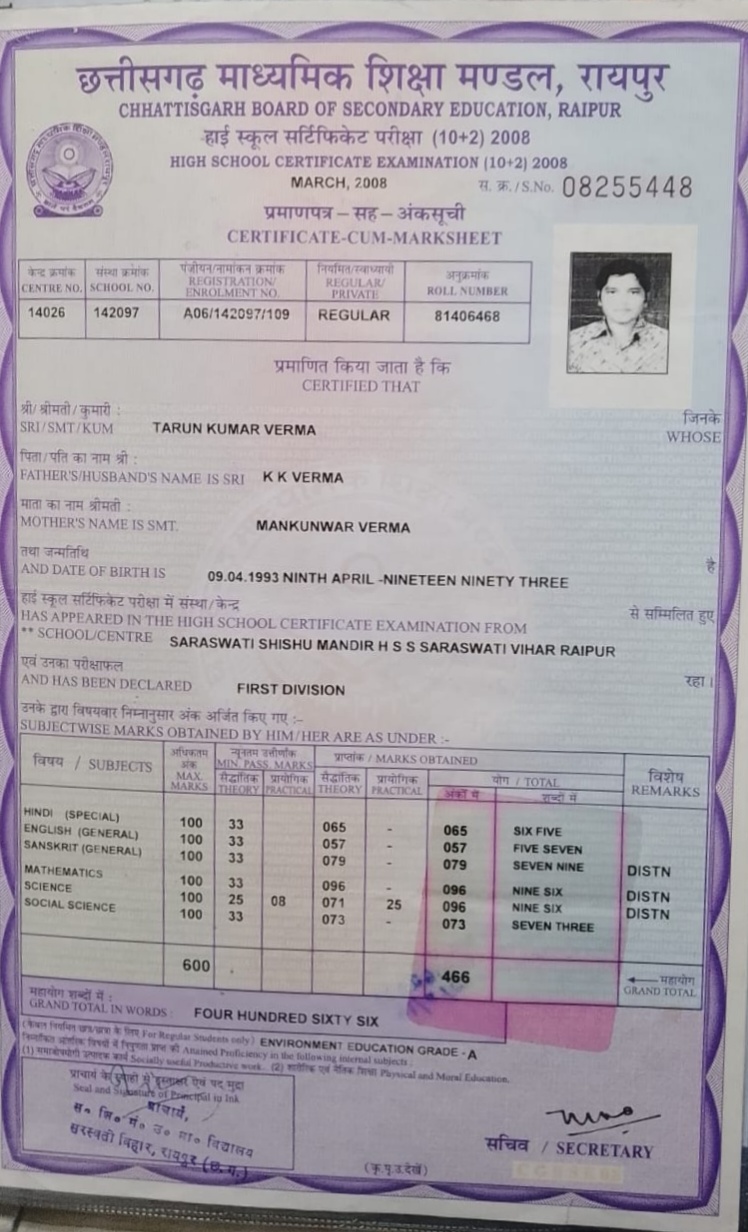 छत्तीसगढ़ माध्यमिक शिक्षा मण्डल, रायपुर
CHHATTISGARH BOARD OF SECONDARY EDUCATION, RAIPUR
हाई स्कूल सर्टिफिकेट परीक्षा (10+2) 2008
HIGH SCHOOL CERTIFICATE EXAMINATION (10+2) 2008
MARCH, 2008
स. क्र./S.No. 08255448
प्रमाणपत्र – सह – अंकसूची
CERTIFICATE-CUM-MARKSHEET
केन्द्र क्रमांक संस्था क्रमांक पंजीयन/नामांकन क्रमांक नियमित/स्वाध्यायी अनुक्रमांक
CENTRE NO. SCHOOL NO. REGISTRATION/ ENROLMENT NO. REGULAR/ PRIVATE ROLL NUMBER
14026 142097 A06/142097/109 REGULAR 81406468
प्रमाणित किया जाता है कि
CERTIFIED THAT
श्री/श्रीमती/कुमारी : जिनके
SRI/SMT/KUM TARUN KUMAR VERMA WHOSE
पिता/पति का नाम श्री :
FATHER'S/HUSBAND'S NAME IS SRI K K VERMA
माता का नाम श्रीमती :
MOTHER'S NAME IS SMT. MANKUNWAR VERMA
तथा जन्मतिथि है
AND DATE OF BIRTH IS 09.04.1993 NINTH APRIL -NINETEEN NINETY THREE
हाई स्कूल सर्टिफिकेट परीक्षा में संस्था/केन्द्र से सम्मिलित हुए
HAS APPEARED IN THE HIGH SCHOOL CERTIFICATE EXAMINATION FROM
** SCHOOL/CENTRE SARASWATI SHISHU MANDIR H S S SARASWATI VIHAR RAIPUR
एवं उनका परीक्षाफल रहा।
AND HAS BEEN DECLARED FIRST DIVISION
उनके द्वारा विषयवार निम्नानुसार अंक अर्जित किए गए :-
SUBJECTWISE MARKS OBTAINED BY HIM/HER ARE AS UNDER :-
विषय / SUBJECTS अधिकतम अंक MAX. MARKS न्यूनतम उत्तीर्णांक MIN. PASS. MARKS प्राप्तांक / MARKS OBTAINED विशेष REMARKS
सैद्धांतिक THEORY प्रायोगिक PRACTICAL सैद्धांतिक THEORY प्रायोगिक PRACTICAL योग / TOTAL
अंकों में शब्दों में
HINDI (SPECIAL) 100 33 065 - 065 SIX FIVE
ENGLISH (GENERAL) 100 33 057 - 057 FIVE SEVEN
SANSKRIT (GENERAL) 100 33 079 - 079 SEVEN NINE DISTN
MATHEMATICS 100 33 096 - 096 NINE SIX DISTN
SCIENCE 100 25 08 071 25 096 NINE SIX DISTN
SOCIAL SCIENCE 100 33 073 - 073 SEVEN THREE
600 466 महायोग
GRAND TOTAL
महायोग शब्दों में :
GRAND TOTAL IN WORDS : FOUR HUNDRED SIXTY SIX
(केवल नियमित छात्र/छात्रा के लिए For Regular Students only) ENVIRONMENT EDUCATION GRADE - A
Attained Proficiency in the following internal subjects :
(1) समाजोपयोगी उत्पादक कार्य Socially useful Productive work. (2) शारीरिक एवं नैतिक शिक्षा Physical and Moral Education.
प्राचार्य के हस्ताक्षर एवं पद मुद्रा
Seal and Signature of Principal in Ink
प्राचार्य,
स० शि० मं० उ० मा० विद्यालय
सरस्वती विहार, रायपुर (छ.ग.)
सचिव / SECRETARY
(कृ.पृ.उ.देखें)